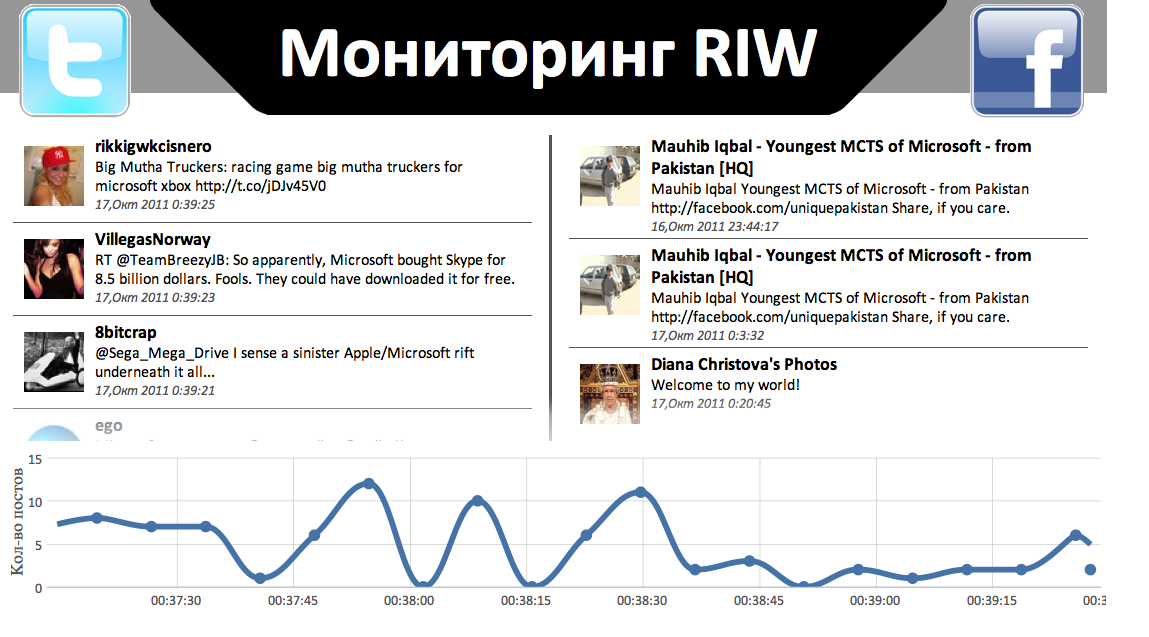 Мониторинг RIW
rikkigwkcisnero
Big Mutha Truckers: racing game big mutha truckers for
microsoft xbox http://t.co/jDJv45V0
17,Окт 2011 0:39:25
VillegasNorway
RT @TeamBreezyJB: So apparently, Microsoft bought Skype for
8.5 billion dollars. Fools. They could have downloaded it for free.
17,Окт 2011 0:39:23
8bitcrap
@Sega_Mega_Drive I sense a sinister Apple/Microsoft rift
underneath it all...
17,Окт 2011 0:39:21
ego
Mauhib Iqbal - Youngest MCTS of Microsoft - from
Pakistan [HQ]
Mauhib Iqbal Youngest MCTS of Microsoft - from Pakistan
http://facebook.com/uniquepakistan Share, if you care.
16,Окт 2011 23:44:17
Mauhib Iqbal - Youngest MCTS of Microsoft - from
Pakistan [HQ]
Mauhib Iqbal Youngest MCTS of Microsoft - from Pakistan
http://facebook.com/uniquepakistan Share, if you care.
17,Окт 2011 0:3:32
Diana Christova's Photos
Welcome to my world!
17,Окт 2011 0:20:45
Кол-во постов
15
10
5
0
00:37:30 00:37:45 00:38:00 00:38:15 00:38:30 00:38:45 00:39:00 00:39:15